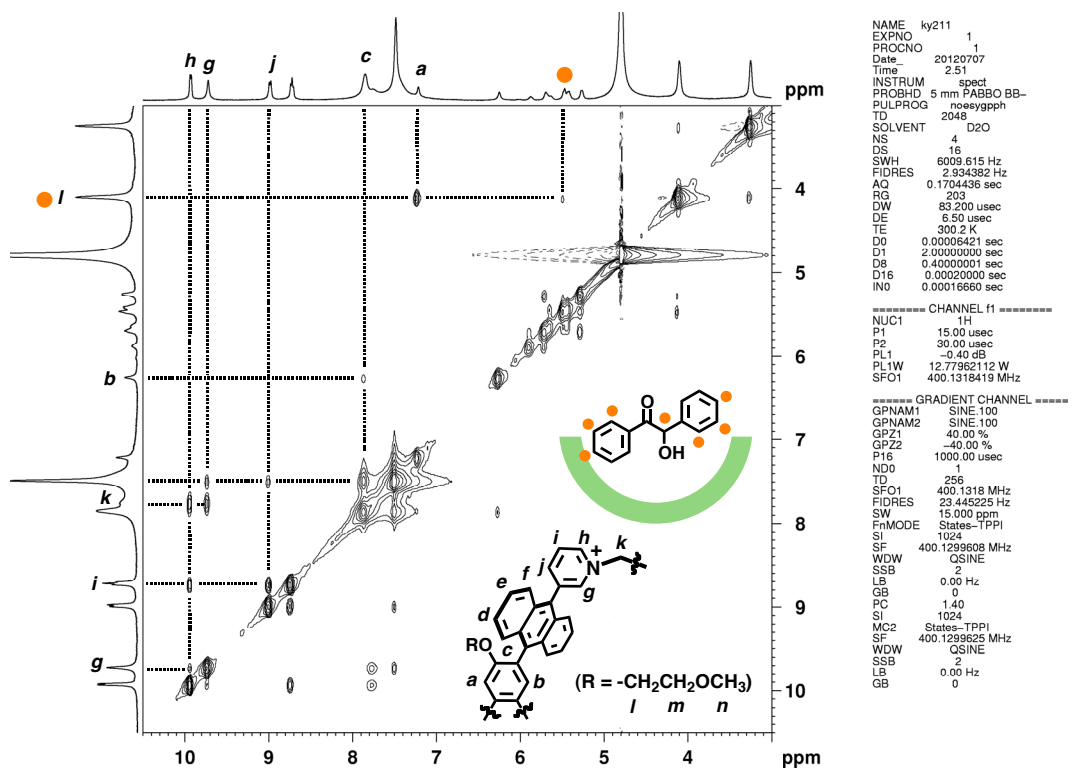 h g j c a
ppm
l
b
k
i
g
4
5
6
7
8
9
10
10 9 8 7 6 5 4
ppm
O
OH
i h k
+
j N
f
e g
d
RO
c
a b
(R = -CH2CH2OCH3)
l m n
NAME ky211
EXPNO 1
PROCNO 1
Date_ 20120707
Time 2.51
INSTRUM spect
PROBHD 5 mm PABBO BB-
PULPROG noesygpph
TD 2048
SOLVENT D2O
NS 4
DS 16
SWH 6009.615 Hz
FIDRES 2.934382 Hz
AQ 0.1704436 sec
RG 203
DW 83.200 usec
DE 6.50 usec
TE 300.2 K
D0 0.00006421 sec
D1 2.00000000 sec
D8 0.40000001 sec
D16 0.00020000 sec
IN0 0.00016660 sec
======== CHANNEL f1 ========
NUC1 1H
P1 15.00 usec
P2 30.00 usec
PL1 -0.40 dB
PL1W 12.77962112 W
SFO1 400.1318419 MHz
====== GRADIENT CHANNEL =====
GPNAM1 SINE.100
GPNAM2 SINE.100
GPZ1 40.00 %
GPZ2 -40.00 %
P16 1000.00 usec
ND0 1
TD 256
SFO1 400.1318 MHz
FIDRES 23.445225 Hz
SW 15.000 ppm
FnMODE States-TPPI
SI 1024
SF 400.1299608 MHz
WDW QSINE
SSB 2
LB 0.00 Hz
GB 0
PC 1.40
SI 1024
MC2 States-TPPI
SF 400.1299625 MHz
WDW QSINE
SSB 2
LB 0.00 Hz
GB 0